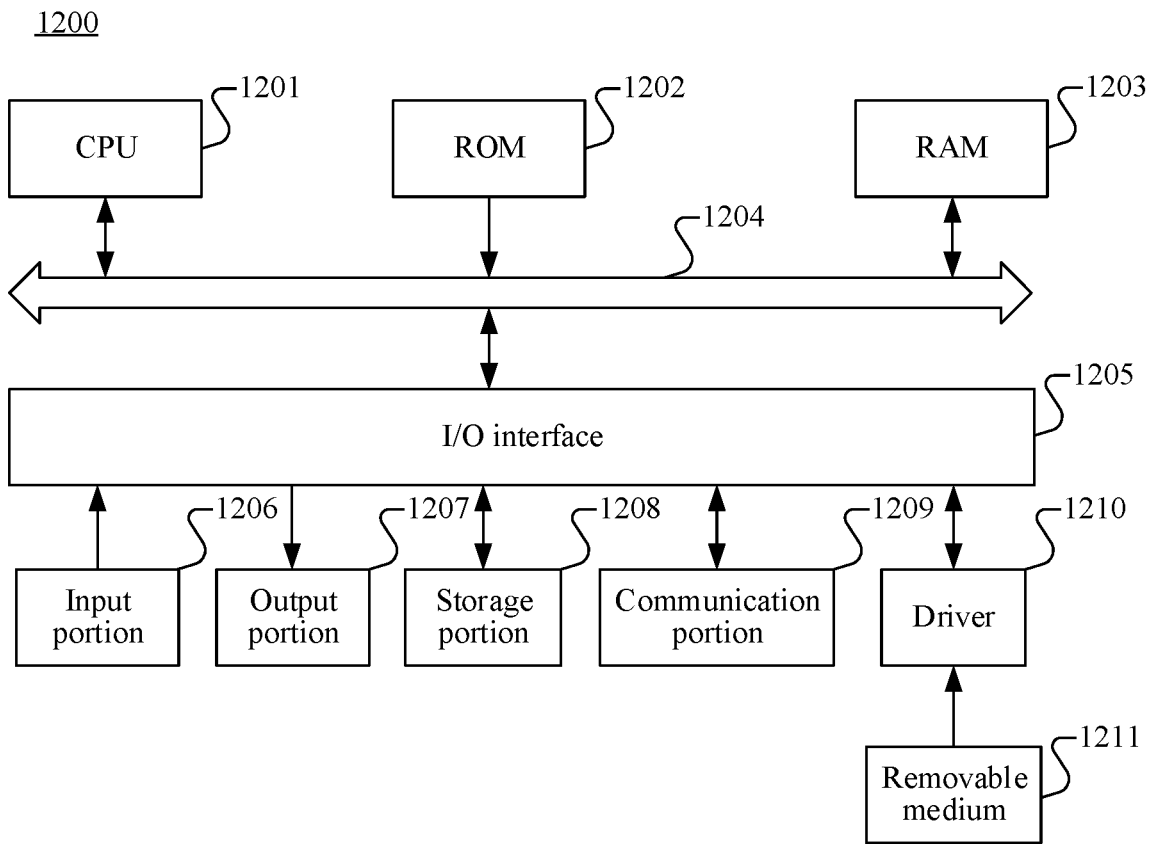 1200
1201
1202
1203
CPU
ROM
RAM
1204
1205
I/O interface
1206
1207
1208
1209
1210
Input
portion
Output
portion
Storage
portion
Communication
portion
Driver
1211
Removable
medium